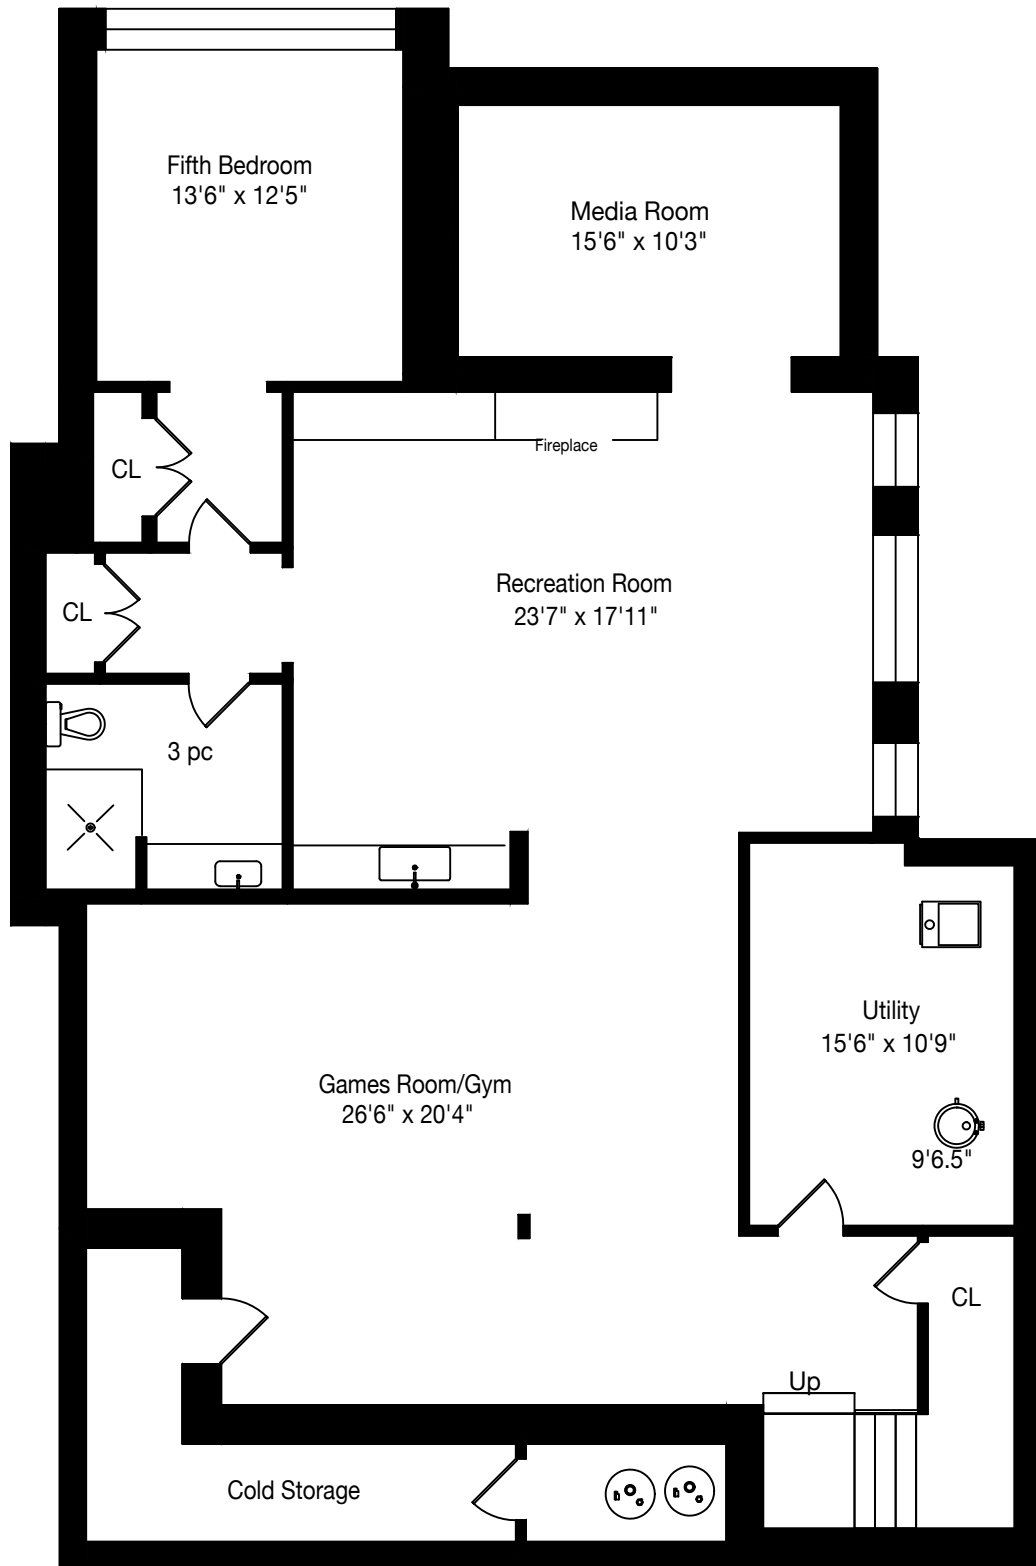 Fifth Bedroom
13'6" x 12'5"
Media Room
15'6" x 10'3"
Fireplace
CL
Recreation Room
23'7" x 17'11"
CL
3 pc
Utility
15'6" x 10'9"
Games Room/Gym
26'6" x 20'4"
9'6.5"
CL
Up
Cold Storage